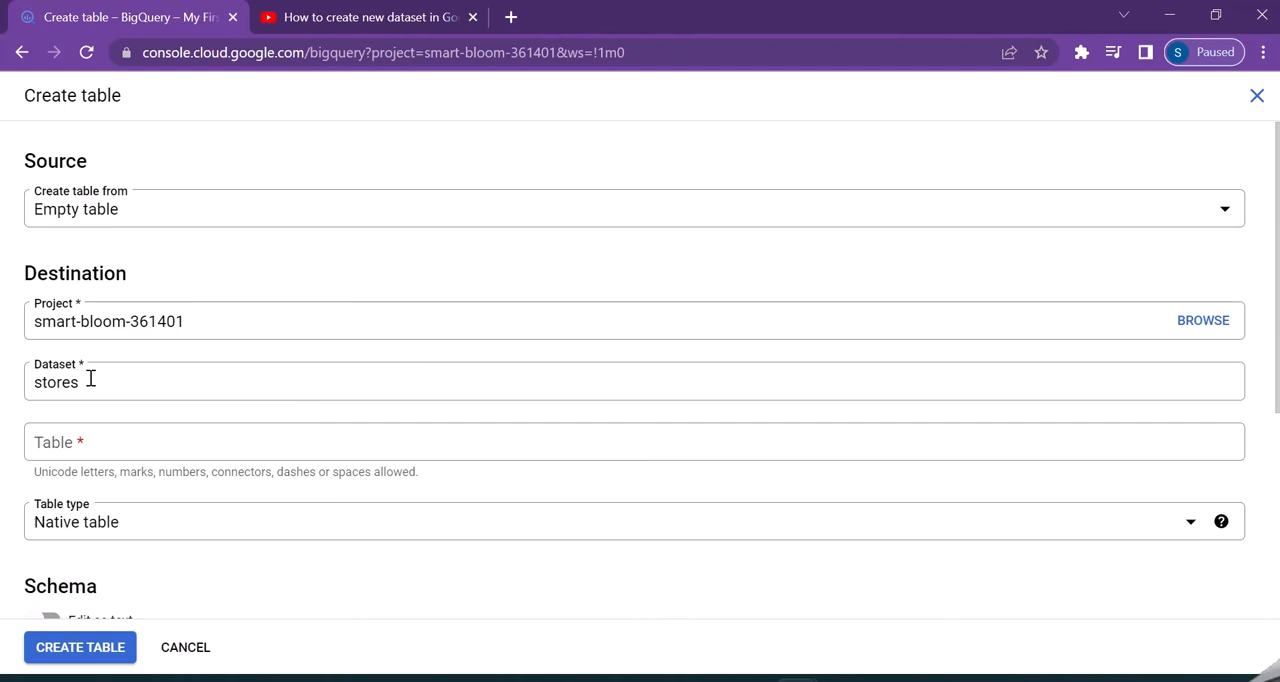 Create table – BigQuery – My Firs
How to create new dataset in Go
console.cloud.google.com/bigquery?project=smart-bloom-361401&ws=!1m0
S Paused
Create table
Source
Create table from
Empty table
Destination
Project *
smart-bloom-361401
BROWSE
Dataset *
stores
Table *
Unicode letters, marks, numbers, connectors, dashes or spaces allowed.
Table type
Native table
Schema
Edit as text
CREATE TABLE CANCEL